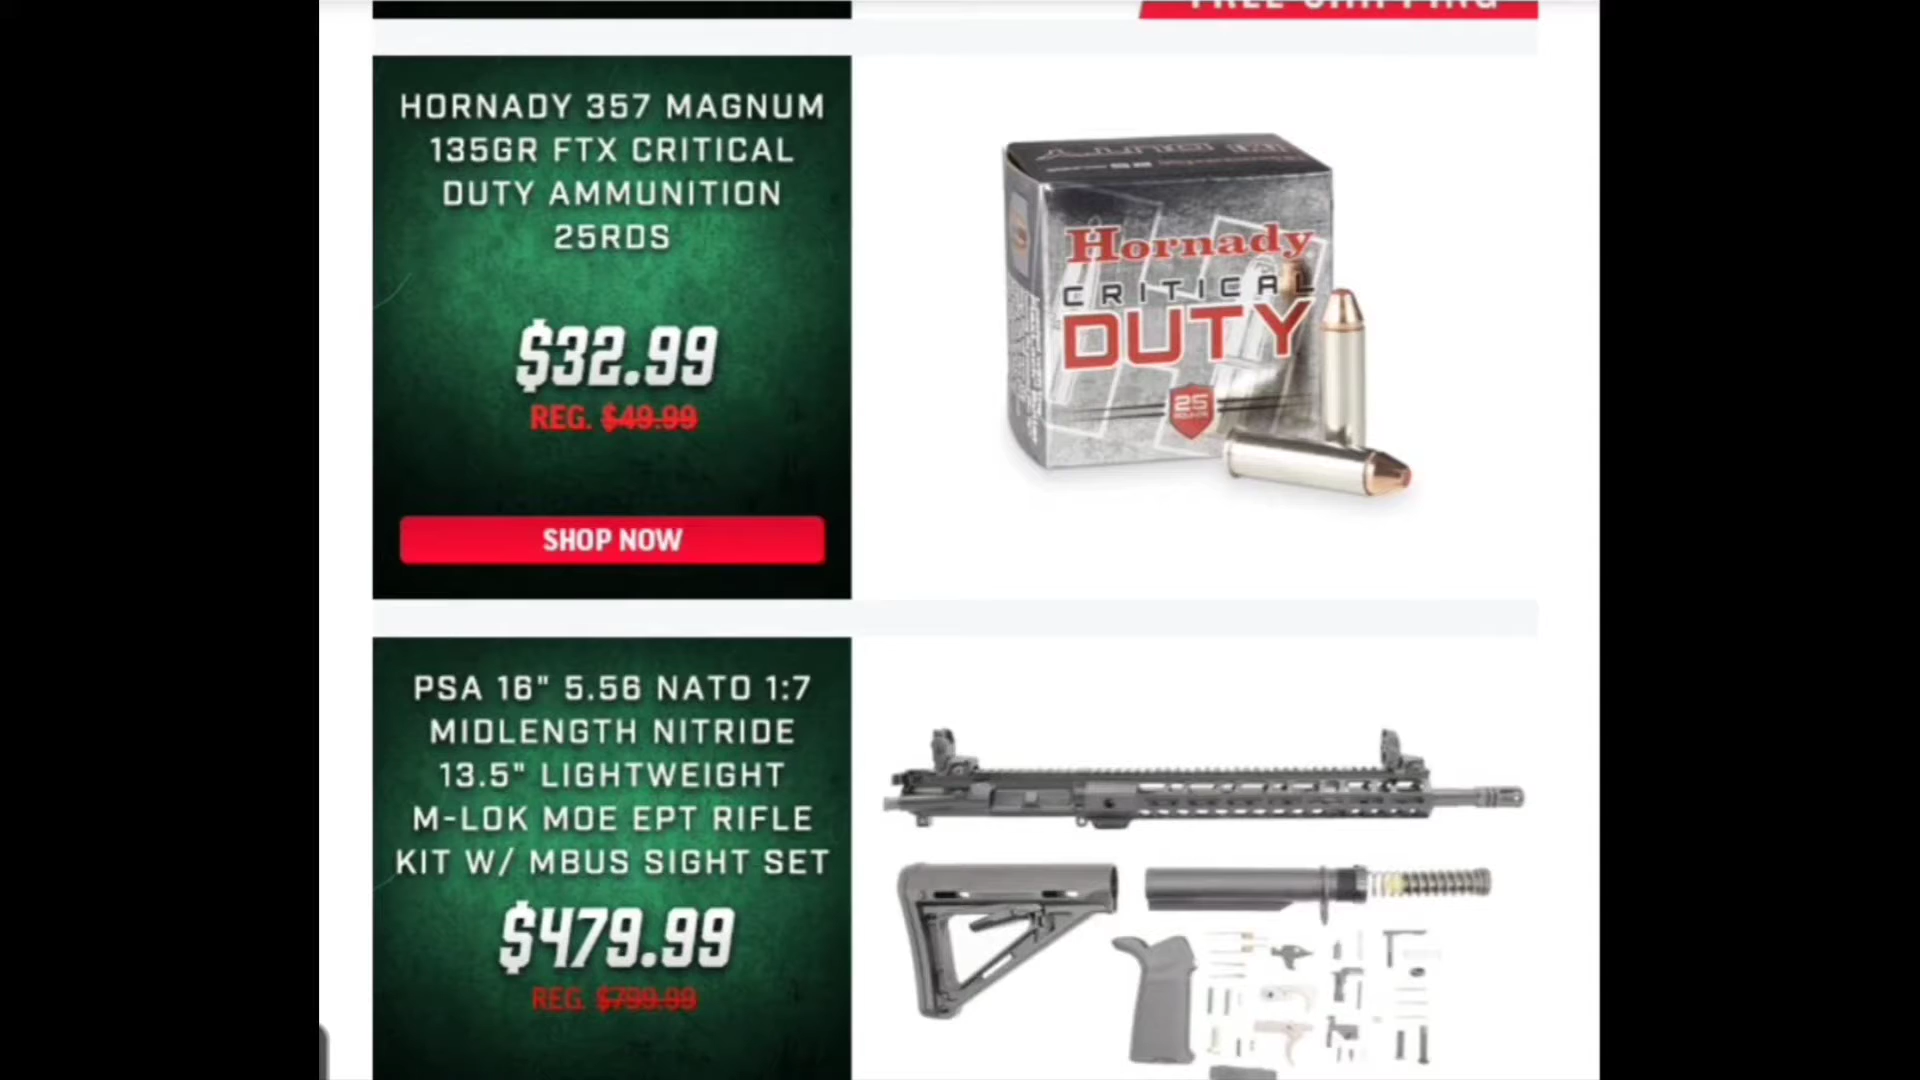 FREE SHIPPING
HORNADY 357 MAGNUM
135GR FTX CRITICAL
DUTY AMMUNITION
25RDS
$32.99
REG. $49.99
SHOP NOW
Hornady
CRITICAL
DUTY
25
PSA 16" 5.56 NATO 1:7
MIDLENGTH NITRIDE
13.5" LIGHTWEIGHT
M-LOK MOE EPT RIFLE
KIT W/ MBUS SIGHT SET
$479.99
REG. $799.99